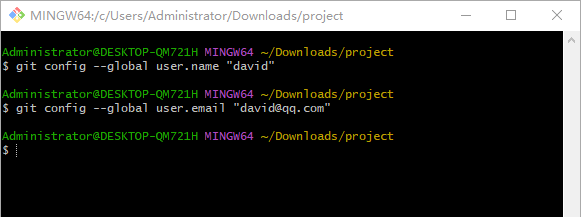 MINGW64:/c/Users/Administrator/Downloads/project
Administrator@DESKTOP-QM721H MINGW64 ~/Downloads/project
$ git config --global user.name "david"
Administrator@DESKTOP-QM721H MINGW64 ~/Downloads/project
$ git config --global user.email "david@qq.com"
Administrator@DESKTOP-QM721H MINGW64 ~/Downloads/project
$